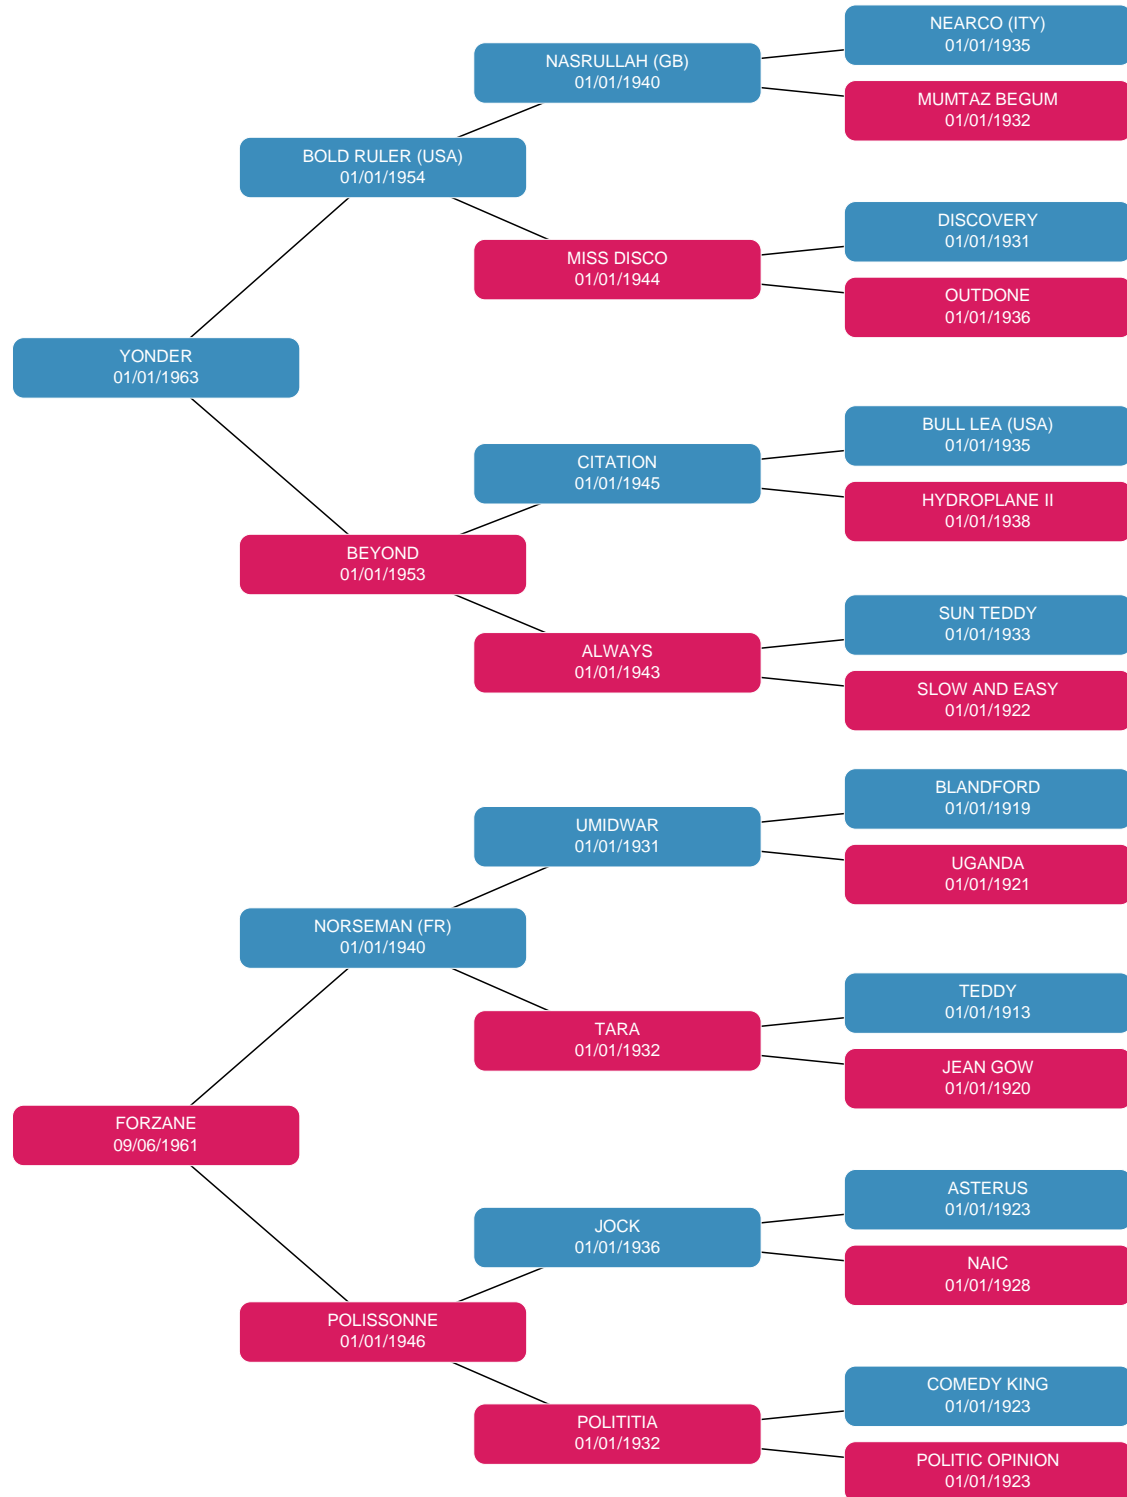 NEARCO (ITY)
01/01/1935
NASRULLAH (GB)
01/01/1940
MUMTAZ BEGUM
01/01/1932
BOLD RULER (USA)
01/01/1954
DISCOVERY
01/01/1931
MISS DISCO
01/01/1944
OUTDONE
01/01/1936
YONDER
01/01/1963
BULL LEA (USA)
01/01/1935
CITATION
01/01/1945
HYDROPLANE II
01/01/1938
BEYOND
01/01/1953
SUN TEDDY
01/01/1933
ALWAYS
01/01/1943
SLOW AND EASY
01/01/1922
BLANDFORD
01/01/1919
UMIDWAR
01/01/1931
UGANDA
01/01/1921
NORSEMAN (FR)
01/01/1940
TEDDY
01/01/1913
TARA
01/01/1932
JEAN GOW
01/01/1920
FORZANE
09/06/1961
ASTERUS
01/01/1923
JOCK
01/01/1936
NAIC
01/01/1928
POLISSONNE
01/01/1946
COMEDY KING
01/01/1923
POLITITIA
01/01/1932
POLITIC OPINION
01/01/1923